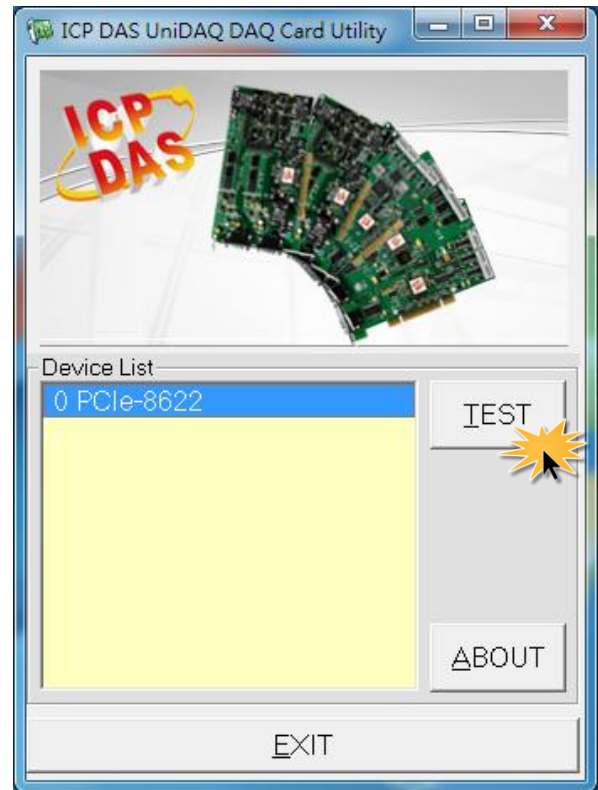 ICP DAS UniDAQ DAQ Card Utility
ICP
DAS
Device List
0 PCIe-8622
TEST
ABOUT
EXIT